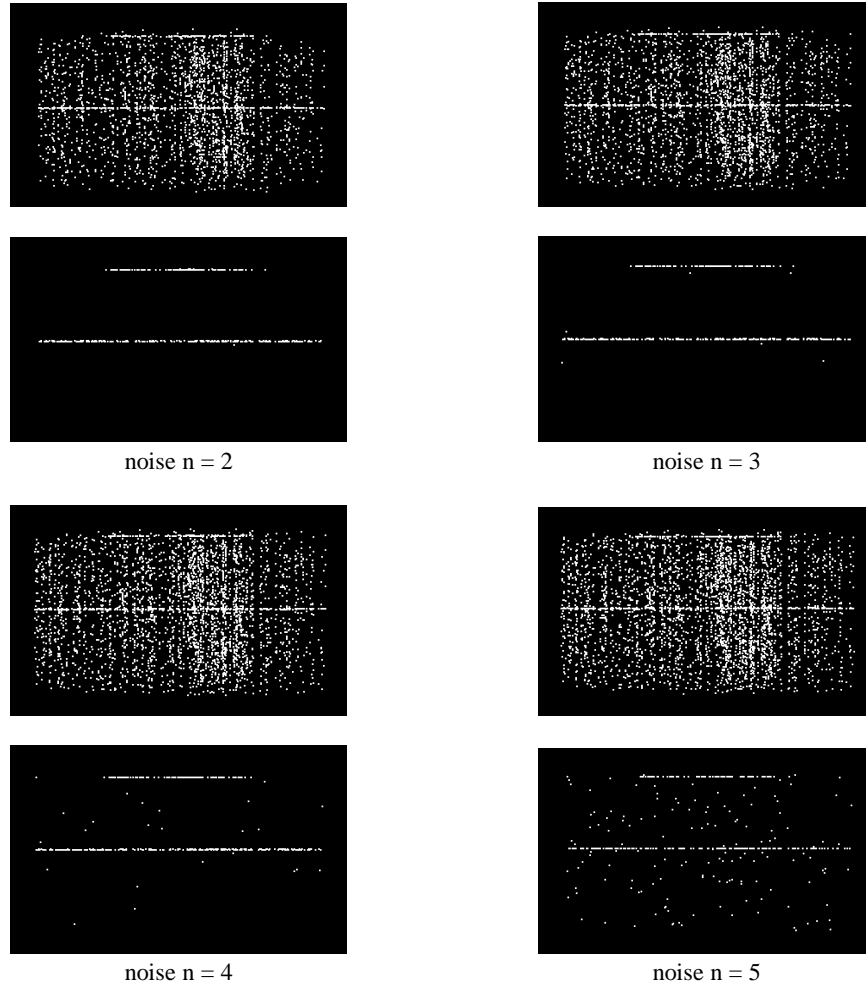 noise n = 2
noise n = 3
noise n = 4
noise n = 5